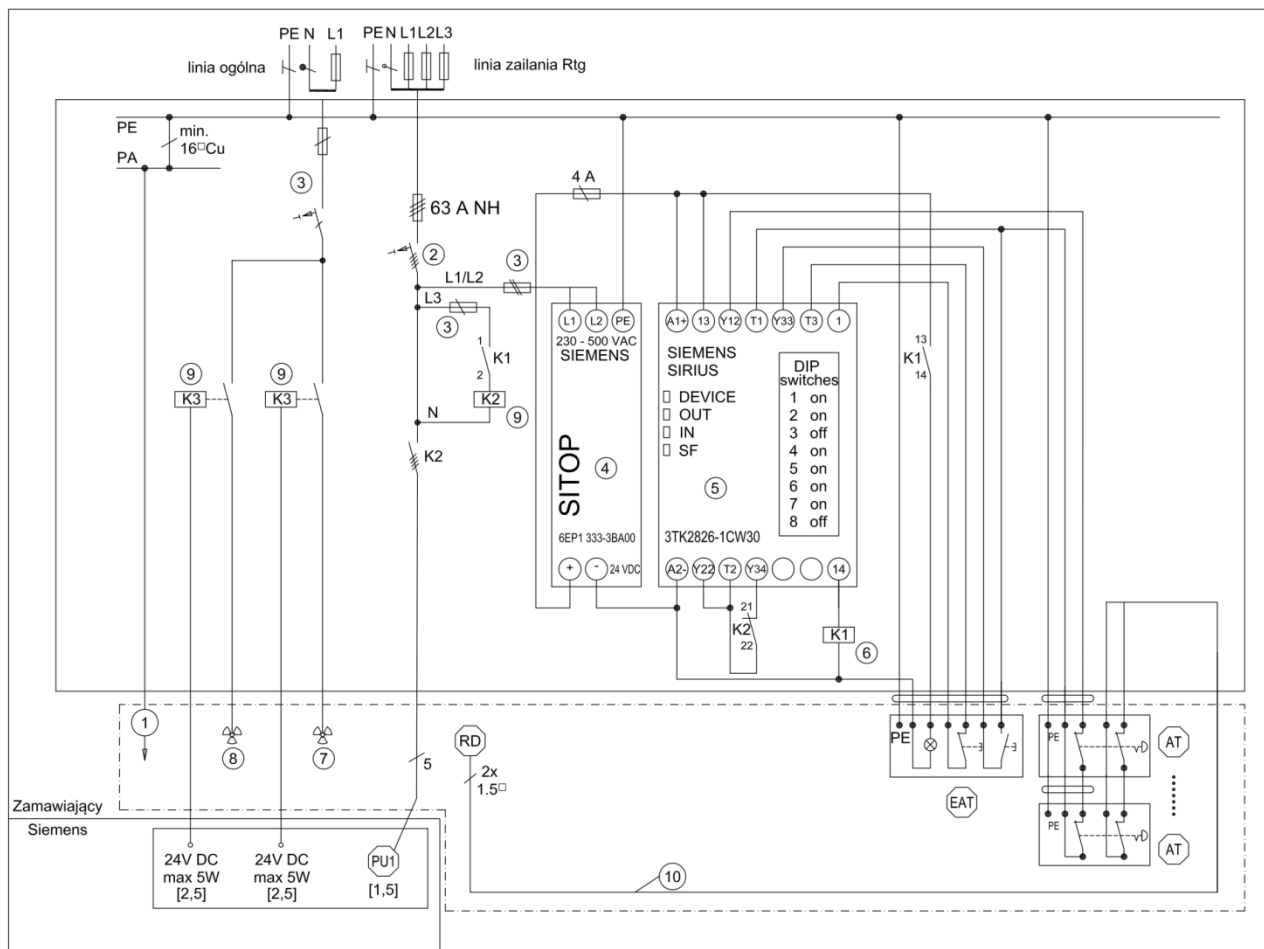 PE N L1
PE N L1 L2 L3
linia ogólna
linia zailania Rtg
PE
min.
16□Cu
PA
3
4 A
63 A NH
2
3
L1/L2
L3
3
1
K1
2
K2
9
N
K2
9
K3
9
K3
L1 L2 PE
230 - 500 VAC
SIEMENS
SITOP
4
6EP1 333-3BA00
+ - 24 VDC
A1+ 13 Y12 T1 Y33 T3 1
SIEMENS
SIRIUS
DEVICE
OUT
IN
SF
5
DIP
switches
1 on
2 on
3 off
4 on
5 on
6 on
7 on
8 off
3TK2826-1CW30
A2- Y22 T2 Y34 14
21
K2
22
K1
6
13
K1
14
1
8
7
5
RD
2x
1.5□
PE
EAT
PE
AT
PE
AT
Zamawiający
Siemens
24V DC
max 5W
[2,5]
24V DC
max 5W
[2,5]
PU1
[1,5]
10